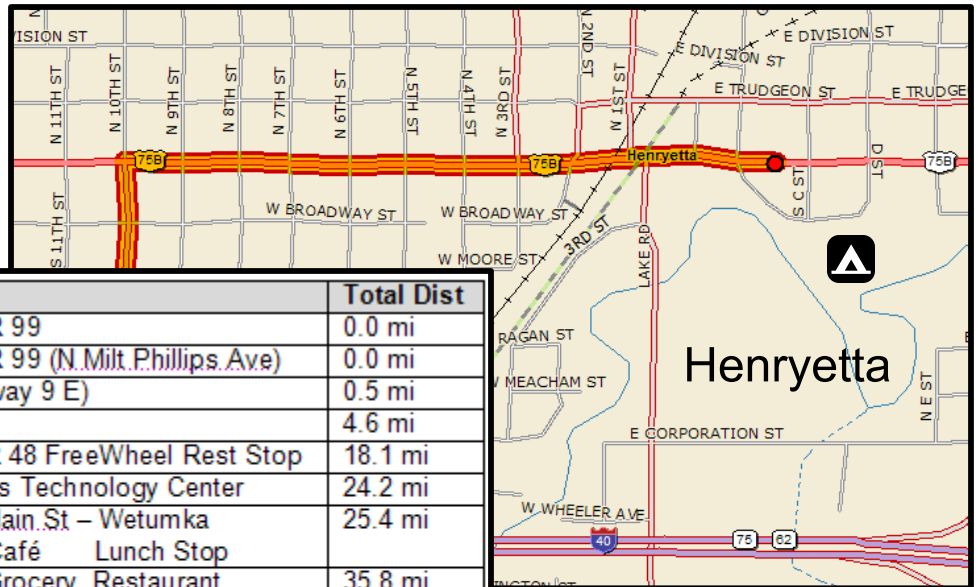 VISION ST
N 11TH ST
N 10TH ST
N 9TH ST
N 8TH ST
N 7TH ST
N 6TH ST
N 5TH ST
N 4TH ST
N 3RD ST
N 2ND ST
N 1ST ST
E DIVISION ST
E DIVISION ST
E TRUDGEON ST
E TRUDGE
75B
75B
Henryetta
75B
D ST
S C ST
W BROADWAY ST
W BROADWAY ST
S 11TH ST
3RD ST
LAKE RD
W MOORE ST
RAGAN ST
Henryetta
W MEACHAM ST
N E ST
E CORPORATION ST
W WHEELER AVE
40
75
62
INGTON ST
Total Dist
R 99 0.0 mi
R 99 (N Milt Phillips Ave) 0.0 mi
way 9 E) 0.5 mi
4.6 mi
48 FreeWheel Rest Stop 18.1 mi
s Technology Center 24.2 mi
ain St – Wetumka 25.4 mi
Café Lunch Stop
Grocery Restaurant 35.8 mi